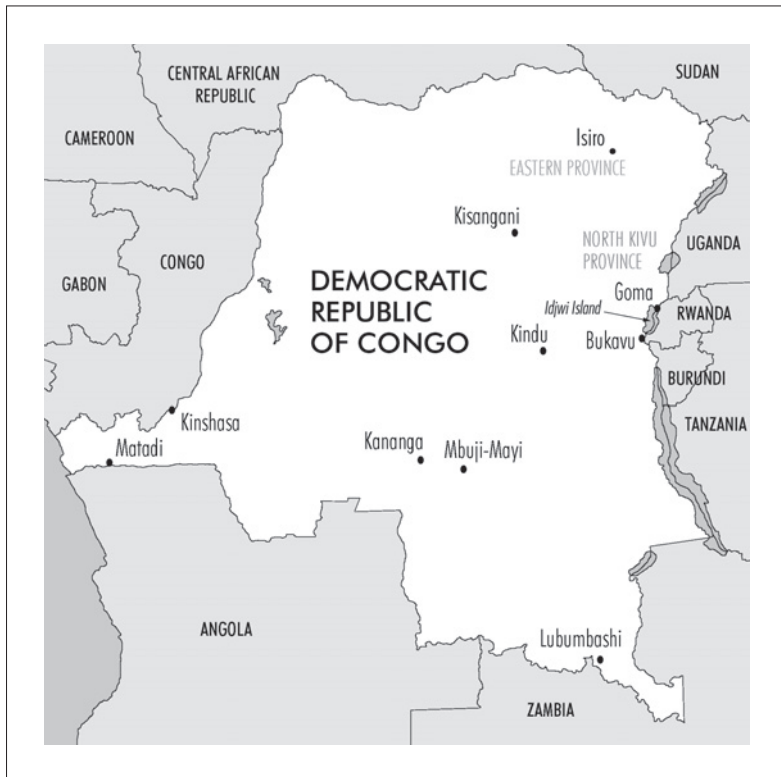 CENTRAL AFRICAN
REPUBLIC
SUDAN
CAMEROON
Isiro
EASTERN PROVINCE
Kisangani
NORTH KIVU
PROVINCE
UGANDA
CONGO
GABON
DEMOCRATIC
REPUBLIC
OF CONGO
Goma
Idjwi Island
RWANDA
Kindu
Bukavu
BURUNDI
TANZANIA
Kinshasa
Matadi
Kananga
Mbuji-Mayi
ANGOLA
Lubumbashi
ZAMBIA